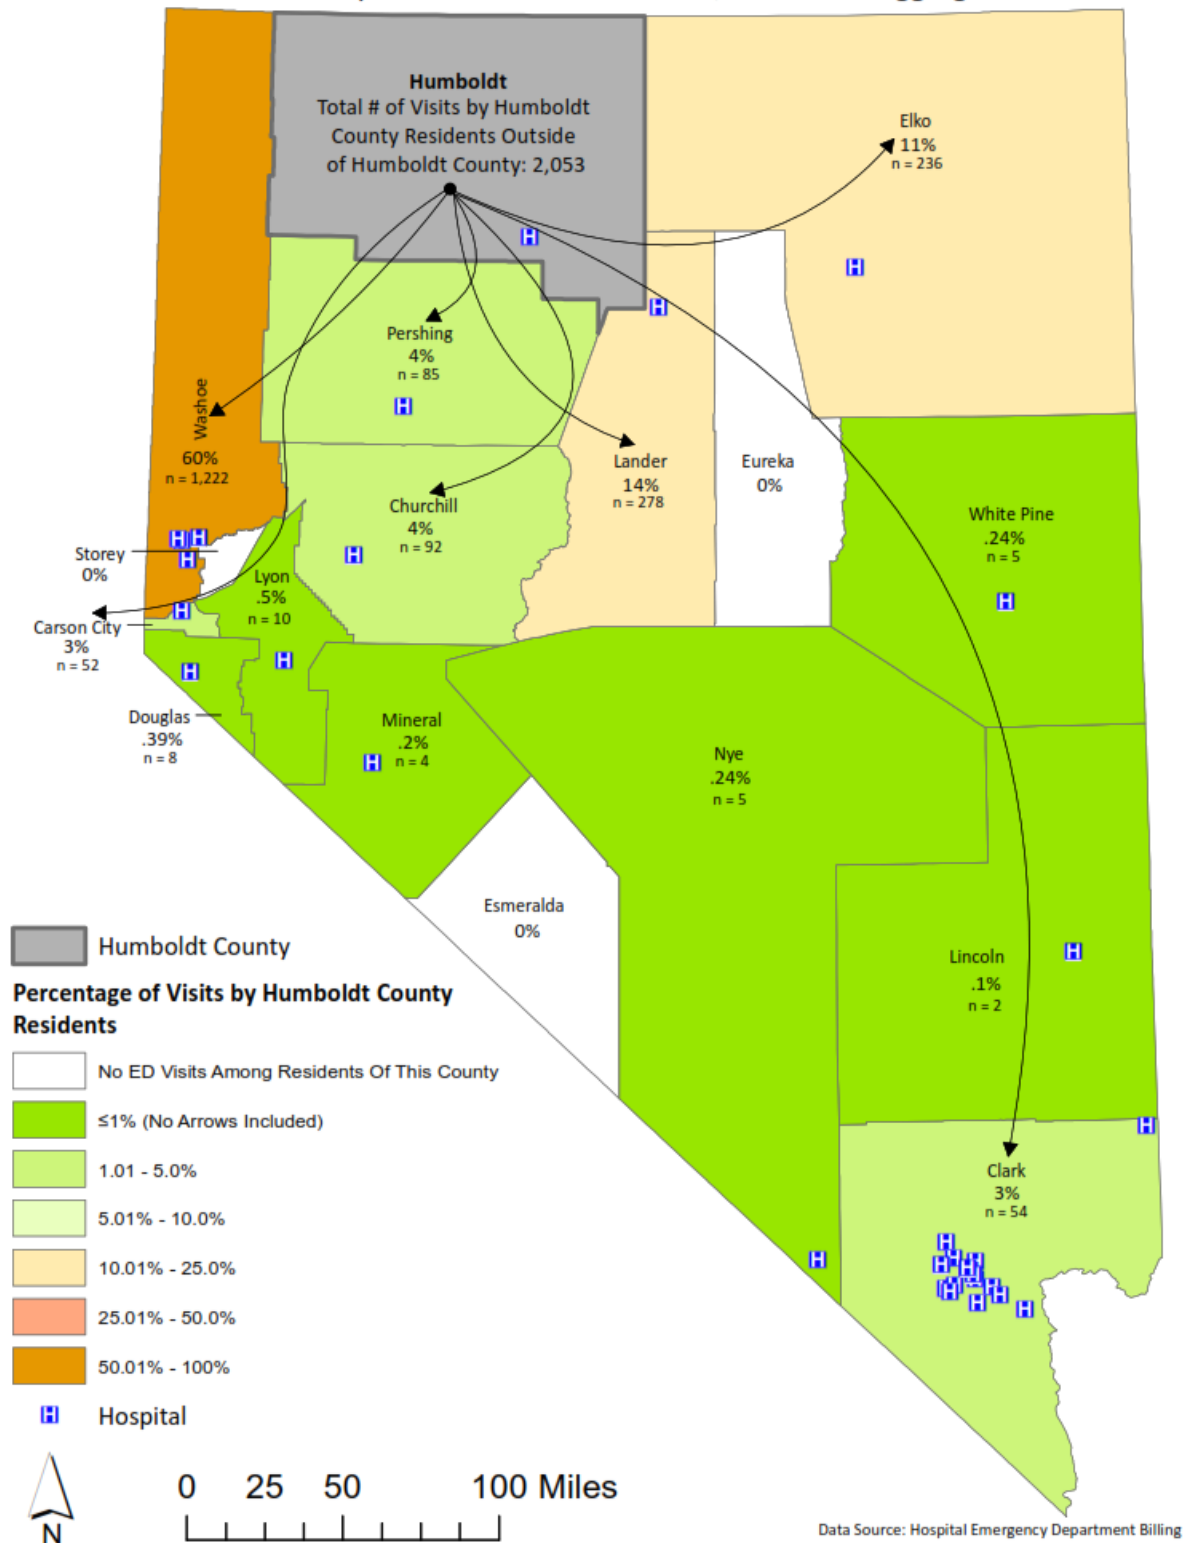 Humboldt
Total # of Visits by Humboldt
County Residents Outside
of Humboldt County: 2,053
Elko
11%
n = 236
Pershing
4%
n = 85
Washoe
60%
n = 1,222
Lander
14%
n = 278
Eureka
0%
Churchill
4%
n = 92
White Pine
.24%
n = 5
Storey
0%
Lyon
.5%
n = 10
Carson City
3%
n = 52
Douglas
.39%
n = 8
Mineral
.2%
n = 4
Nye
.24%
n = 5
Esmeralda
0%
Lincoln
.1%
n = 2
Clark
3%
n = 54
Humboldt County
Percentage of Visits by Humboldt County
Residents
No ED Visits Among Residents Of This County
≤1% (No Arrows Included)
1.01 - 5.0%
5.01% - 10.0%
10.01% - 25.0%
25.01% - 50.0%
50.01% - 100%
H Hospital
N
0 25 50 100 Miles
Data Source: Hospital Emergency Department Billing